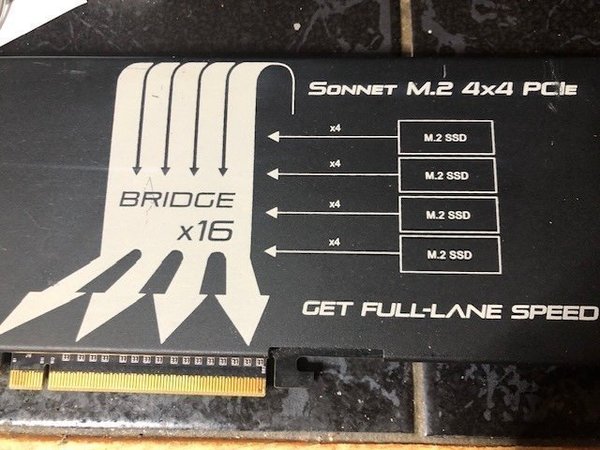 SONNET M.2 4x4 PCIe
x4
M.2 SSD
x4
M.2 SSD
x4
M.2 SSD
x4
M.2 SSD
BRIDGE
x16
GET FULL-LANE SPEED